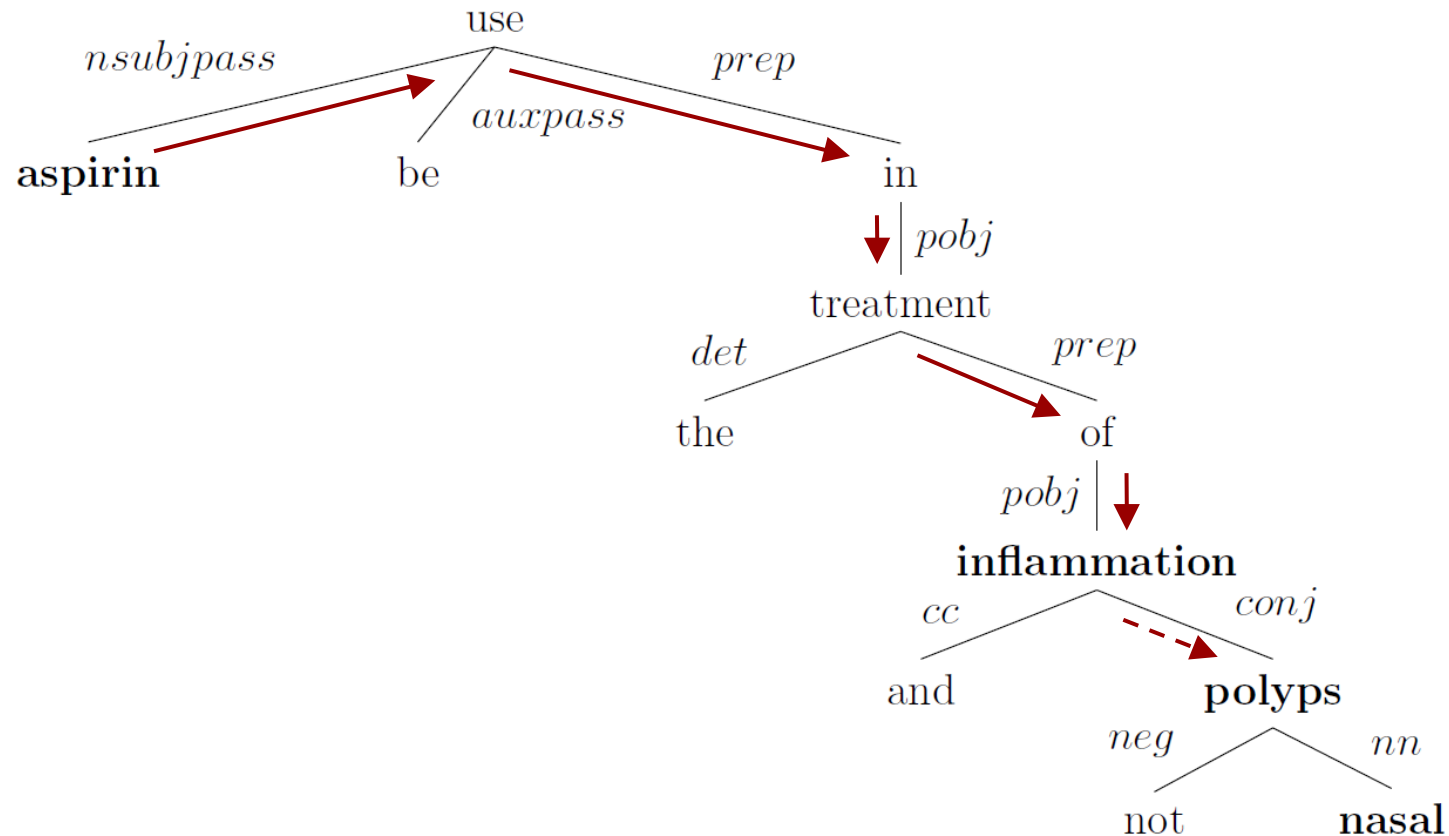 use
nsubjpass prep
auxpass
aspirin be in
pobj
treatment
det prep
the of
pobj
inflammation
cc conj
and polyps
neg nn
not nasal